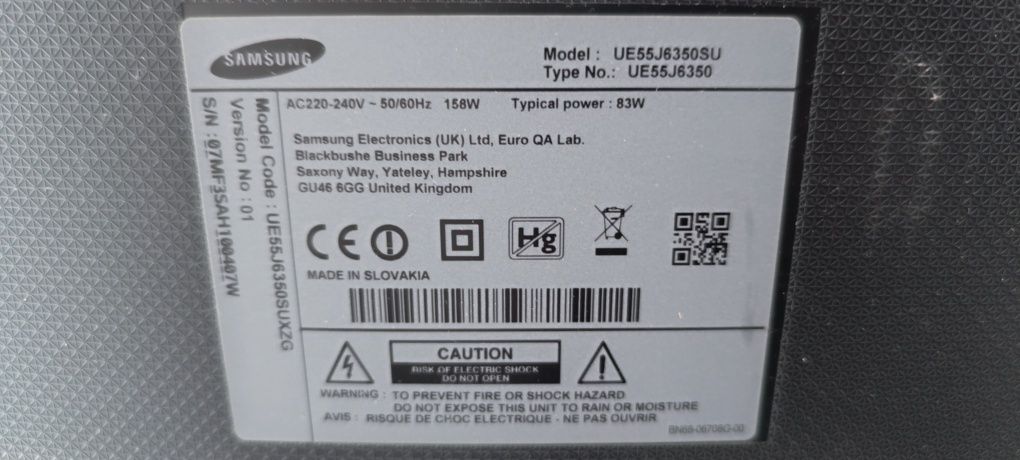 SAMSUNG
Model : UE55J6350SU
Type No.: UE55J6350
AC220-240V ~ 50/60Hz 158W Typical power : 83W
Model Code : UE55J6350SUXZG
Version No : 01
S/N : 07MF3SAH100407W
Samsung Electronics (UK) Ltd, Euro QA Lab.
Blackbushe Business Park
Saxony Way, Yateley, Hampshire
GU46 6GG United Kingdom
CE
Hg
MADE IN SLOVAKIA
CAUTION
RISK OF ELECTRIC SHOCK
DO NOT OPEN
WARNING : TO PREVENT FIRE OR SHOCK HAZARD
DO NOT EXPOSE THIS UNIT TO RAIN OR MOISTURE
AVIS : RISQUE DE CHOC ELECTRIQUE - NE PAS OUVRIR
BN68-06708G-00